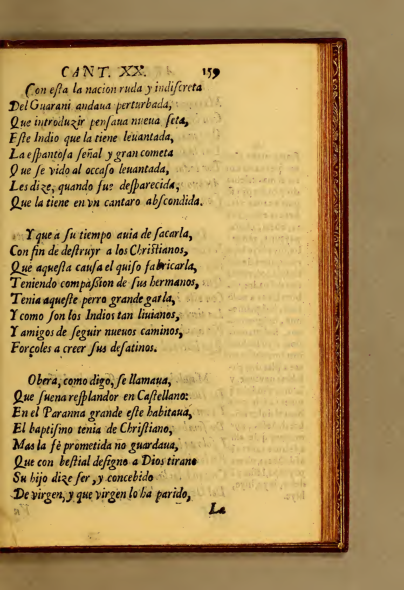 CANT. XX. 159
Con eſta la nacion ruda y indiſcreta
Del Guarani andaua perturbada,
Que introduzir penſaua nueua ſeta,
Eſte Indio que la tiene leuantada,
La eſpantoſa ſeñal y gran cometa
Que ſe vido al occaſo leuantada,
Les dize, quando fue deſparecida,
Que la tiene en vn cantaro abſcondida.
Y que a ſu tiempo auia de ſacarla,
Con fin de deſtruyr a los Chriſtianos,
Que aqueſta cauſa el quiſo fabricarla,
Teniendo compaſsion de ſus hermanos,
Tenia aqueſte perro grande garla,
Y como ſon los Indios tan liuianos,
Y amigos de ſeguir nueuos caminos,
Forçoles a creer ſus deſatinos.
Obera, como digo, ſe llamaua,
Que ſuena reſplandor en Caſtellano:
En el Paranna grande eſte habitaua,
El baptiſmo tenia de Chriſtiano,
Mas la fè prometida no guardaua,
Que con beſtial deſigno a Dios tirano
Su hijo dize ſer, y concebido
De virgen, y que virgen lo ha parido,
La